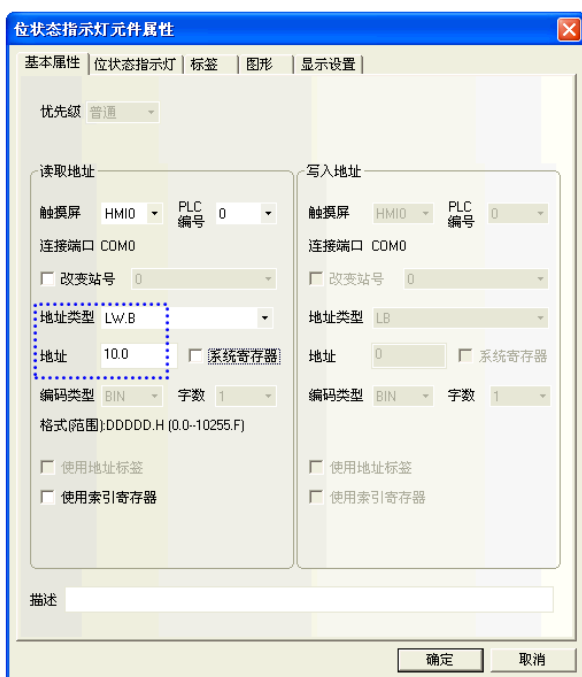 位状态指示灯元件属性
基本属性 位状态指示灯 标签 图形 显示设置
优先级 普通
读取地址
触摸屏 HMI0 PLC编号 0
连接端口 COM0
改变站号 0
地址类型 LW.B
地址 10.0 系统寄存器
编码类型 BIN 字数 1
格式(范围):DDDDD.H (0.0--10255.F)
使用地址标签
使用索引寄存器
写入地址
触摸屏 HMI0 PLC编号 0
连接端口 COM0
改变站号 0
地址类型 LB
地址 0 系统寄存器
编码类型 BIN 字数 1
使用地址标签
使用索引寄存器
描述
确定 取消